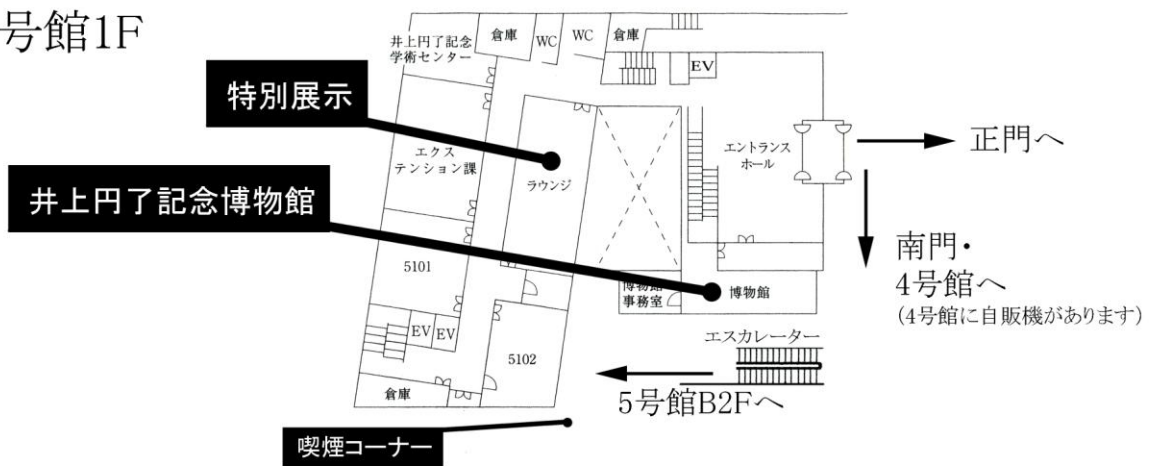 号館1F
井上円了記念
学術センター
倉庫
WC
WC
倉庫
EV
特別展示
エクス
テンション課
ラウンジ
エントランス
ホール
正門へ
井上円了記念博物館
5101
博物館
事務室
博物館
南門・
4号館へ
(4号館に自販機があります)
EV
EV
5102
エスカレーター
倉庫
5号館B2Fへ
喫煙コーナー